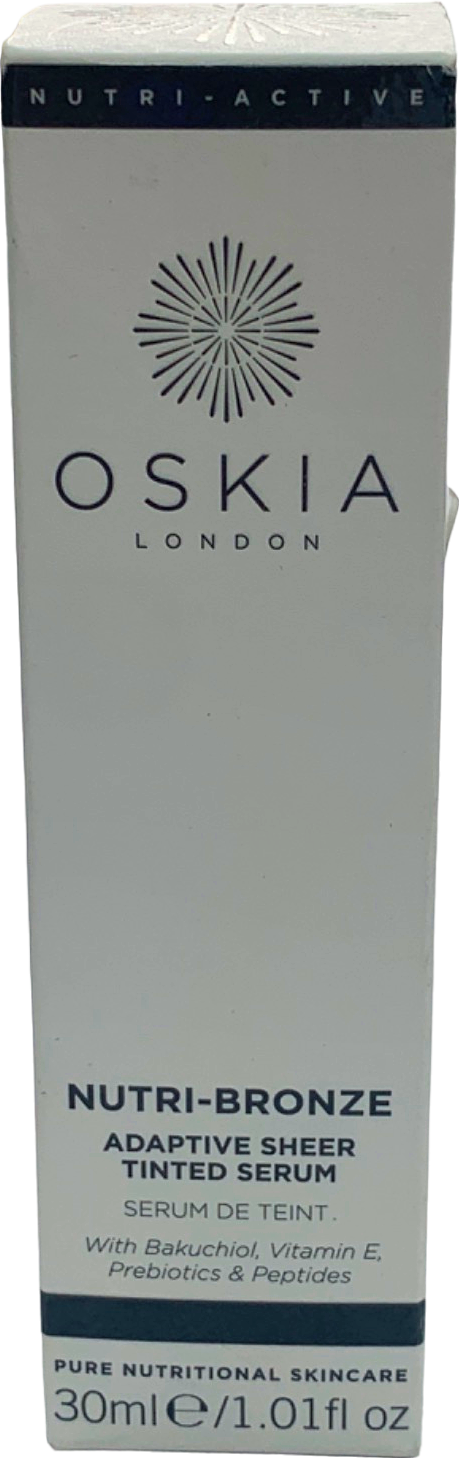 NUTRI-ACTIVE
OSKIA
LONDON
NUTRI-BRONZE
ADAPTIVE SHEER
TINTED SERUM
SERUM DE TEINT.
With Bakuchiol, Vitamin E,
Prebiotics & Peptides
PURE NUTRITIONAL SKINCARE
30ml℮/1.01fl oz